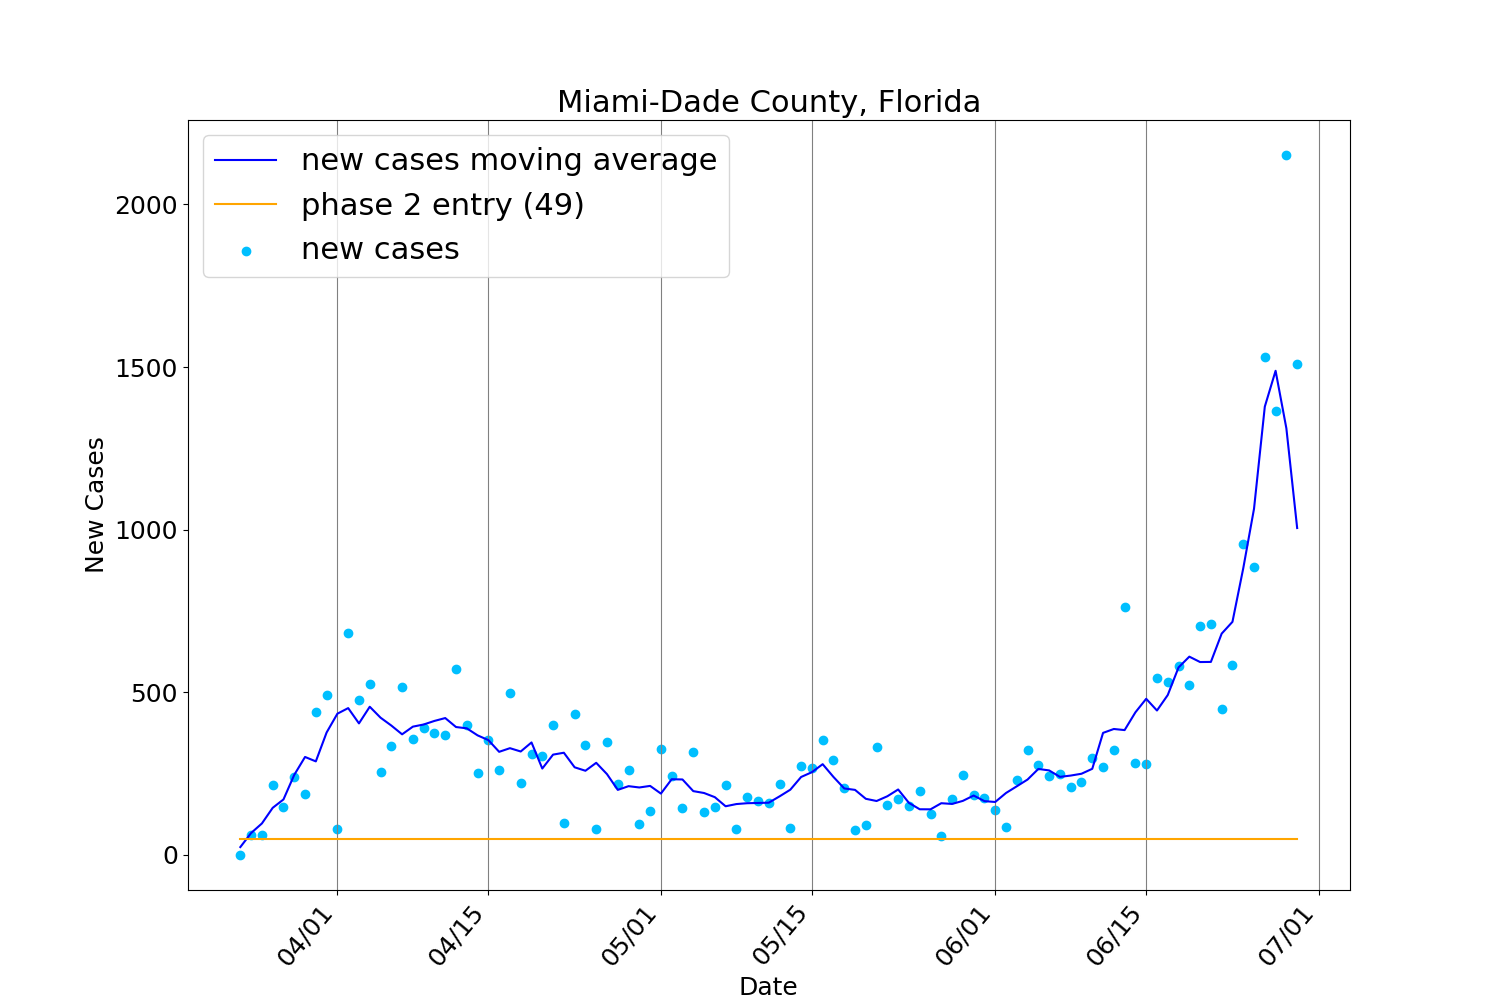 Miami-Dade County, Florida
new cases moving average
phase 2 entry (49)
new cases
2000
1500
1000
500
0
New Cases
04/01
04/15
05/01
05/15
06/01
06/15
07/01
Date